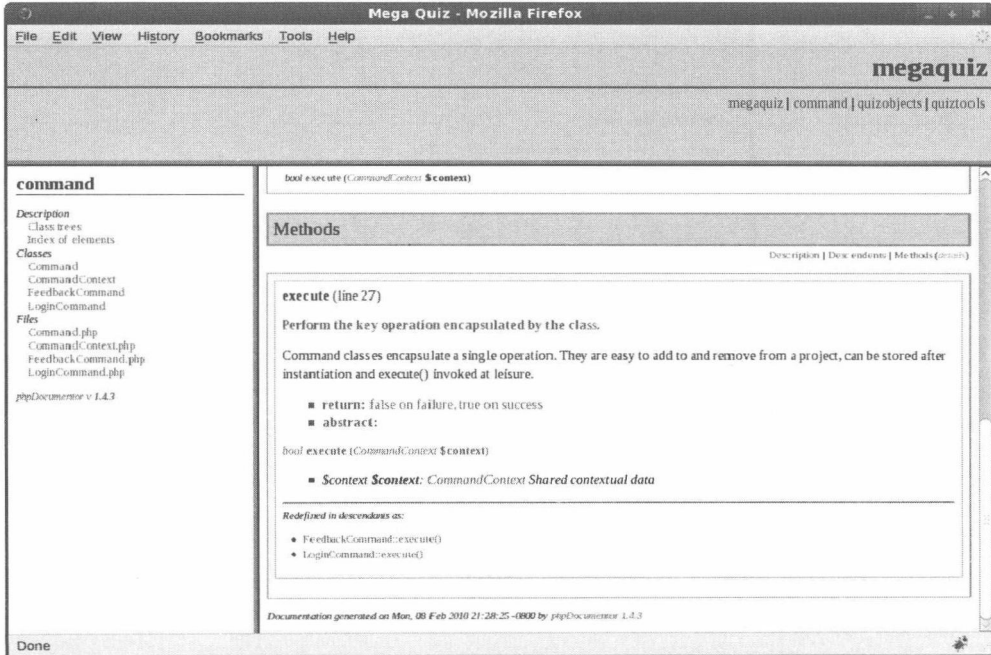 Mega Quiz - Mozilla Firefox
File Edit View History Bookmarks Tools Help
megaquiz
megaquiz | command | quizobjects | quiztools
command
Description
Class trees
Index of elements
Classes
Command
CommandContext
FeedbackCommand
LoginCommand
Files
Command.php
CommandContext.php
FeedbackCommand.php
LoginCommand.php
phpDocumentor v 1.4.3
bool execute (CommandContext $context)
Methods
Description | Descendents | Methods (details)
execute (line 27)
Perform the key operation encapsulated by the class.
Command classes encapsulate a single operation. They are easy to add to and remove from a project, can be stored after
instantiation and execute() invoked at leisure.
return: false on failure, true on success
abstract:
bool execute (CommandContext $context)
$context $context: CommandContext Shared contextual data
Redefined in descendants as:
FeedbackCommand::execute()
LoginCommand::execute()
Documentation generated on Mon, 08 Feb 2010 21:28:25 -0800 by phpDocumentor 1.4.3
Done